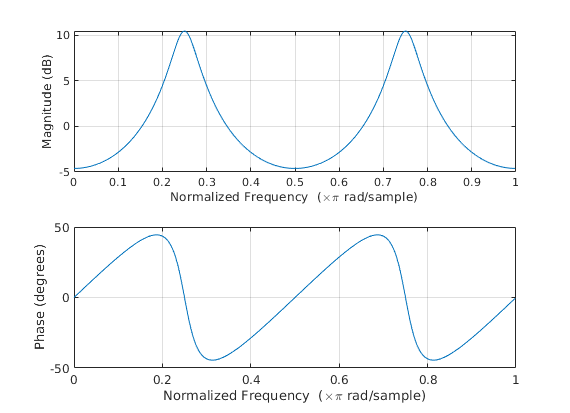 10
5
0
-5
Magnitude (dB)
0 0.1 0.2 0.3 0.4 0.5 0.6 0.7 0.8 0.9 1
Normalized Frequency (×π rad/sample)
50
0
-50
Phase (degrees)
0 0.2 0.4 0.6 0.8 1
Normalized Frequency (×π rad/sample)